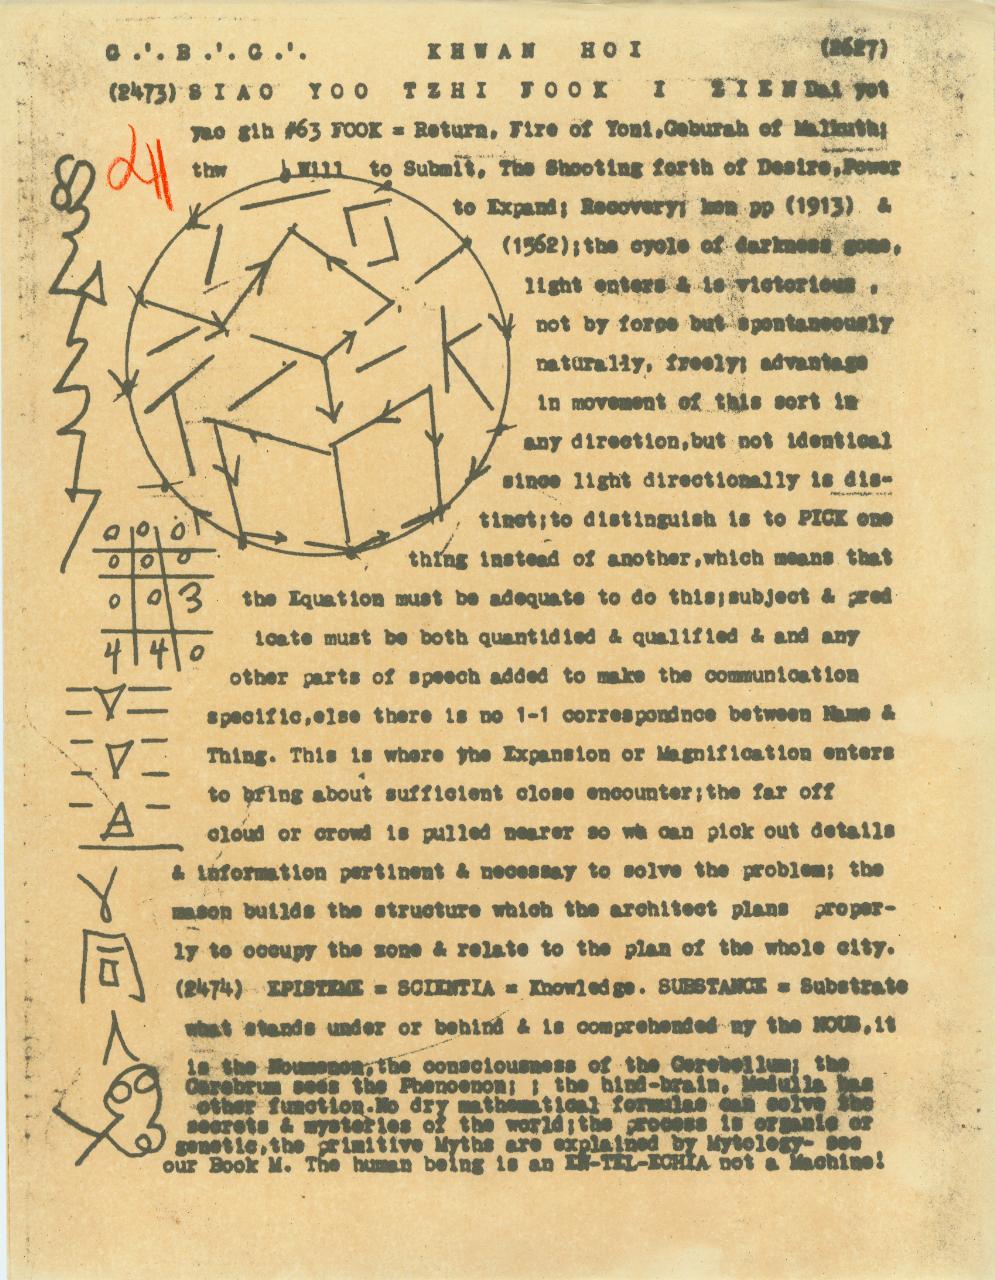 G.'.B.'.G.'. KHWAN HOI (2627)
(2473) SIAO YOO TZHI FOOK I ZIEN Dai yot
yao gih #63 FOOK = Return, Fire of Yoni,Geburah of Malkuth;
24
thw Will to Submit, The Shooting forth of Desire,Power
to Expand; Recovery; hen pp (1913) &
(1562);the cycle of darkness gone,
light enters & is victorious ,
not by force but spontaneously
naturally, freely; advantage
in movement of this sort in
any direction,but not identical
since light directionally is dis-
tinct;to distinguish is to PICK one
thing instead of another,which means that
0 0 0
0 0 0
0 0 3
4 4 0
the Equation must be adequate to do this;subject & pred
icate must be both quantidied & qualified & and any
other parts of speech added to make the communication
specific,else there is no 1-1 correspondnce between Name &
Thing. This is where the Expansion or Magnification enters
to bring about sufficient close encounter;the far off
cloud or crowd is pulled nearer so we can pick out details
& information pertinent & necessay to solve the problem; the
mason builds the structure which the architect plans proper-
ly to occupy the zone & relate to the plan of the whole city.
(2474) EPISTEME = SCIENTIA = Knowledge. SUBSTANCE = Substrate
what stands under or behind & is comprehended ny the NOUS,it
is the Noumenon,the consciousness of the Cerebellum; the
Cerebrum sees the Phenoenon; ; the hind-brain, Medulla has
other function.No dry mathematical formulae can solve the
secrets & mysteries of the world;the process is organic or
genetic,the primitive Myths are explained by Mytology- see
our Book M. The human being is an EN-TEL-ECHIA not a Machine!